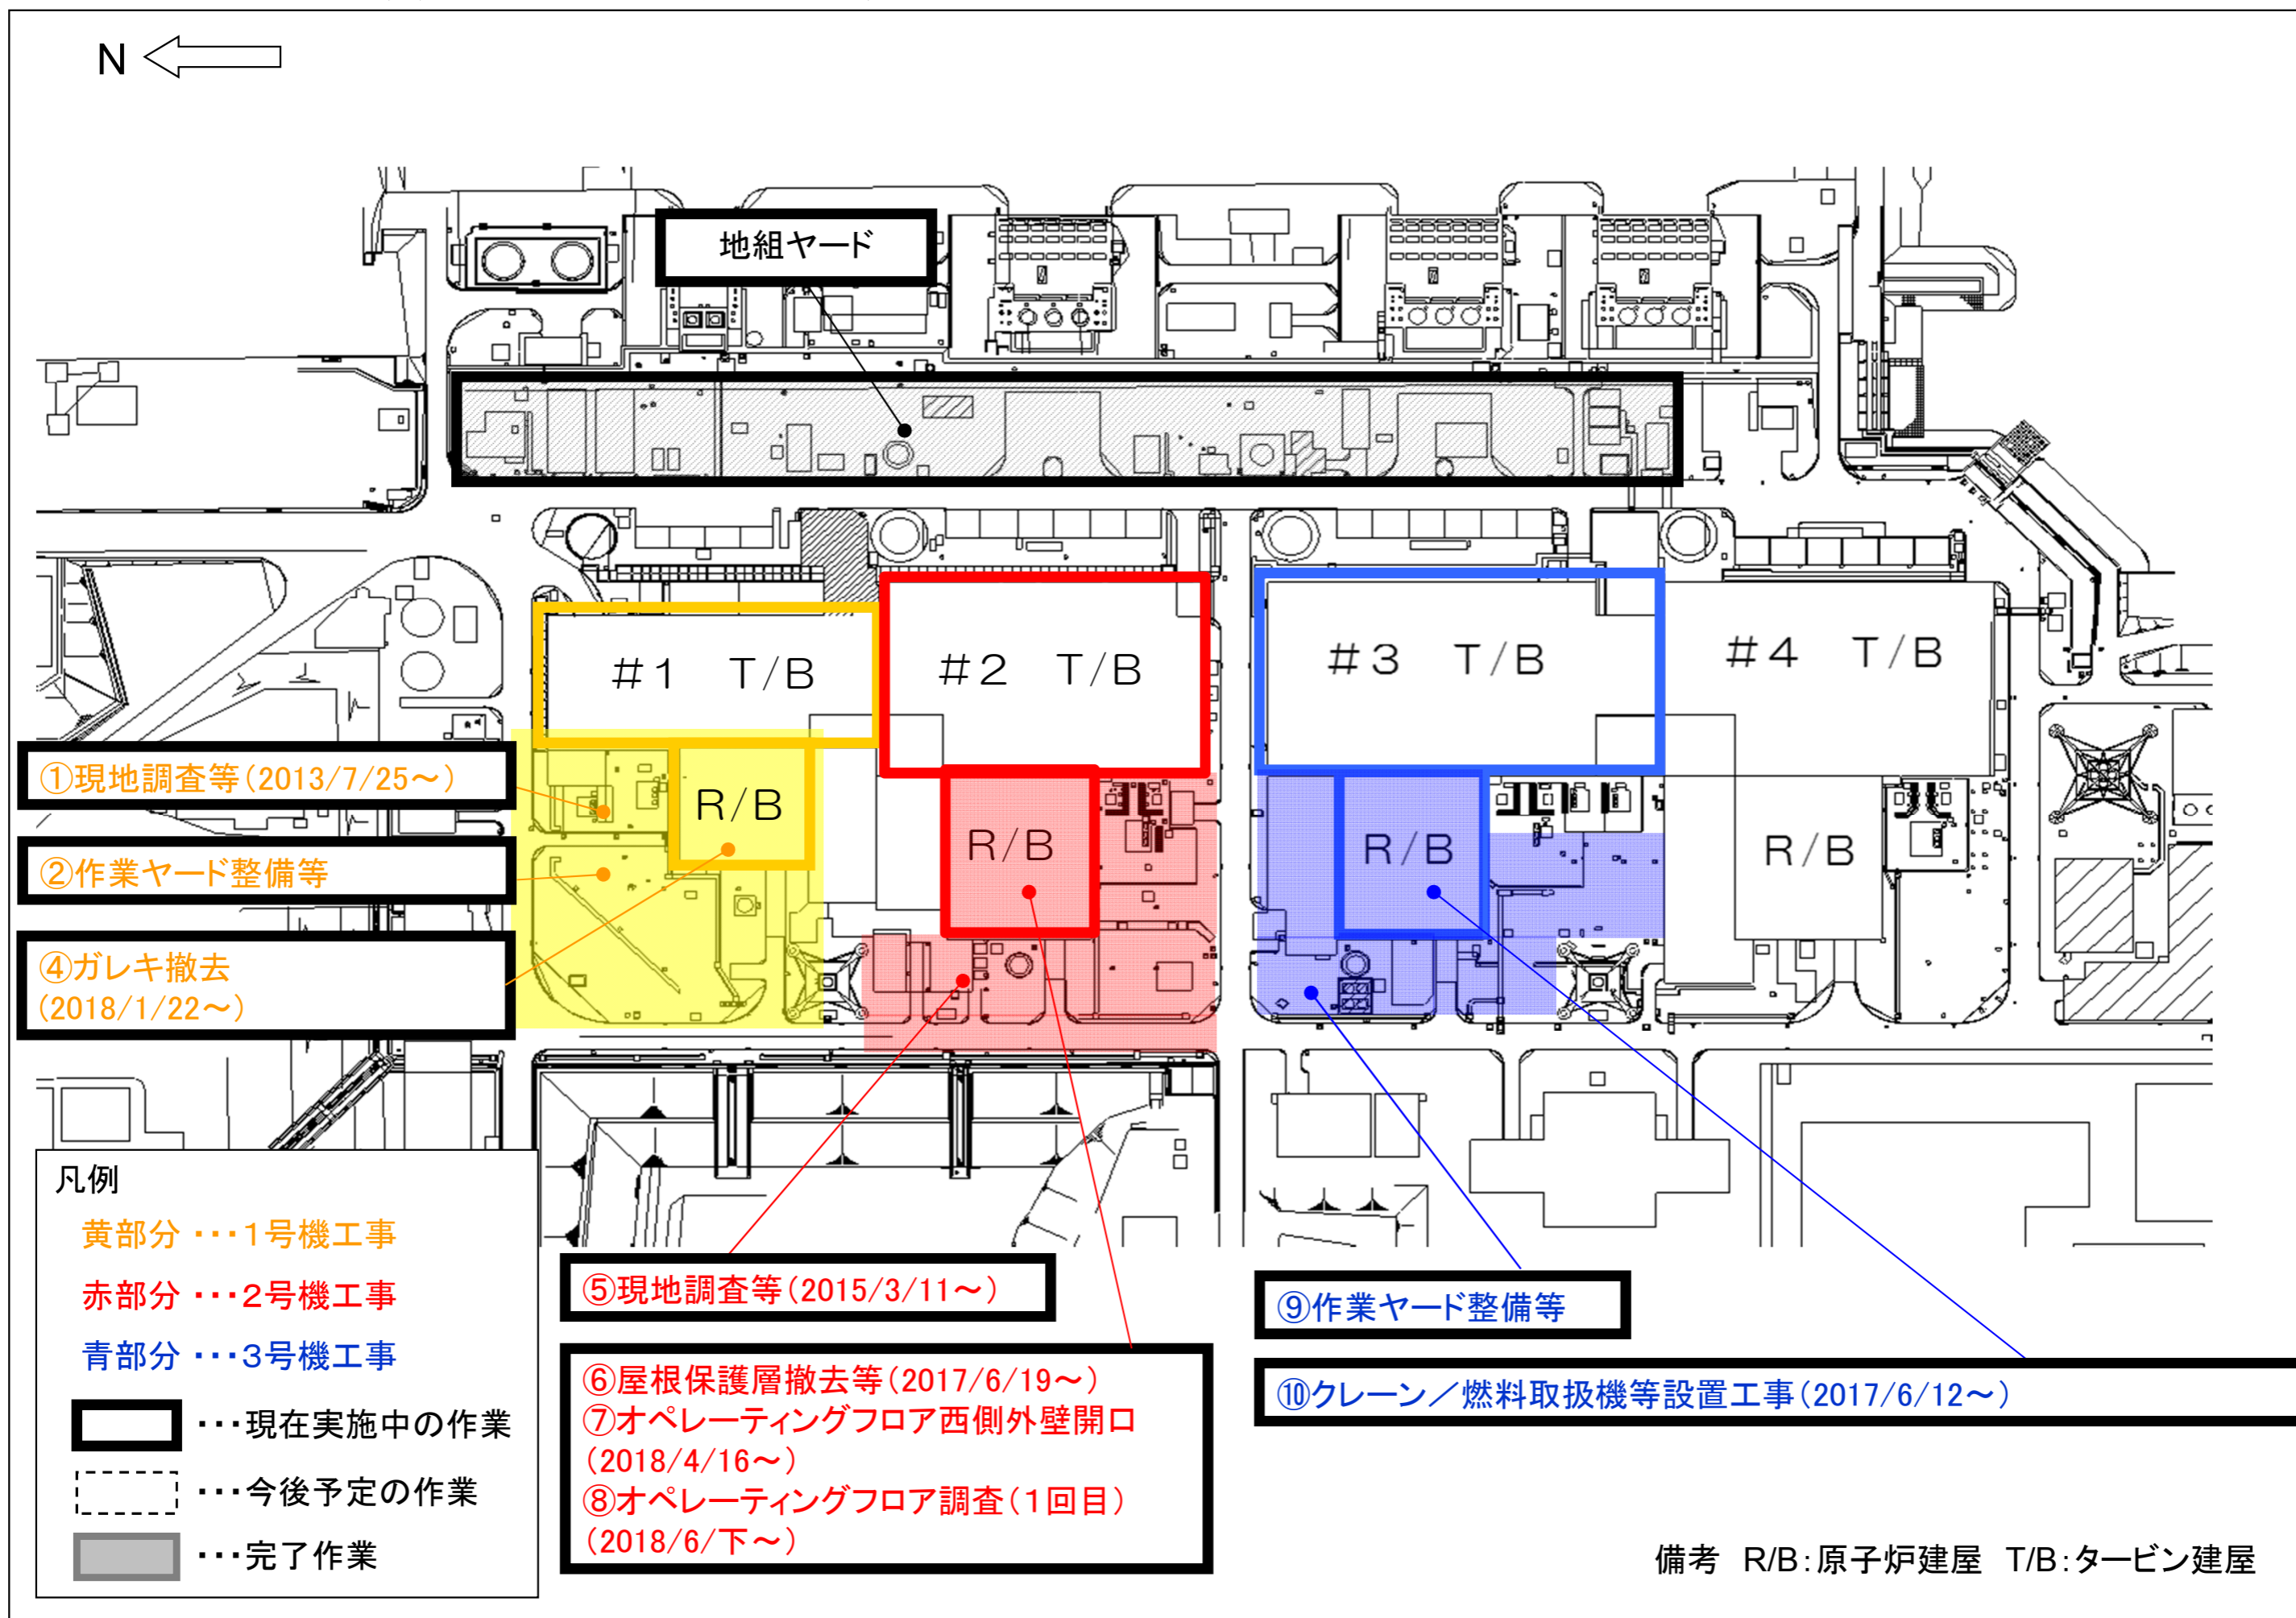 N
地組ヤード
#1 T/B
#2 T/B
#3 T/B
#4 T/B
R/B
R/B
R/B
R/B
①現地調査等(2013/7/25～)
②作業ヤード整備等
④ガレキ撤去
(2018/1/22～)
⑤現地調査等(2015/3/11～)
⑥屋根保護層撤去等(2017/6/19～)
⑦オペレーティングフロア西側外壁開口
(2018/4/16～)
⑧オペレーティングフロア調査(1回目)
(2018/6/下～)
⑨作業ヤード整備等
⑩クレーン／燃料取扱機等設置工事(2017/6/12～)
凡例
黄部分 ・・・1号機工事
赤部分 ・・・2号機工事
青部分 ・・・3号機工事
・・・現在実施中の作業
・・・今後予定の作業
・・・完了作業
備考 R/B：原子炉建屋 T/B：タービン建屋